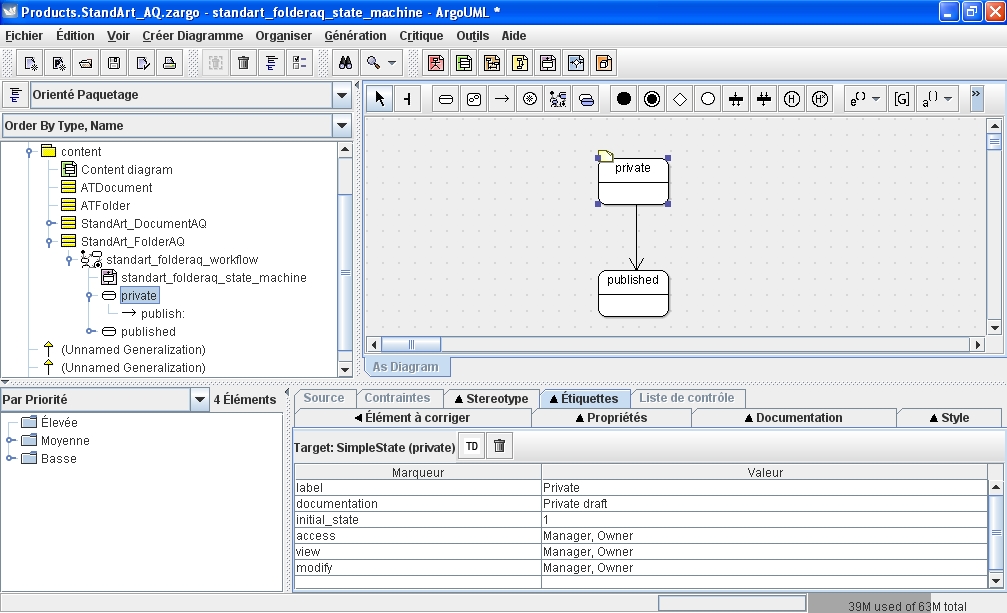 Products.StandArt_AQ.zargo - standart_folderaq_state_machine - ArgoUML *
Fichier Édition Voir Créer Diagramme Organiser Génération Critique Outils Aide
Orienté Paquetage
Order By Type, Name
content
Content diagram
ATDocument
ATFolder
StandArt_DocumentAQ
StandArt_FolderAQ
standart_folderaq_workflow
standart_folderaq_state_machine
private
publish:
published
(Unnamed Generalization)
(Unnamed Generalization)
private
published
As Diagram
Par Priorité 4 Éléments
Élevée
Moyenne
Basse
Source Contraintes Stereotype Étiquettes Liste de contrôle
Élément à corriger Propriétés Documentation Style
Target: SimpleState (private) TD
Marqueur Valeur
label Private
documentation Private draft
initial_state 1
access Manager, Owner
view Manager, Owner
modify Manager, Owner
39M used of 63M total